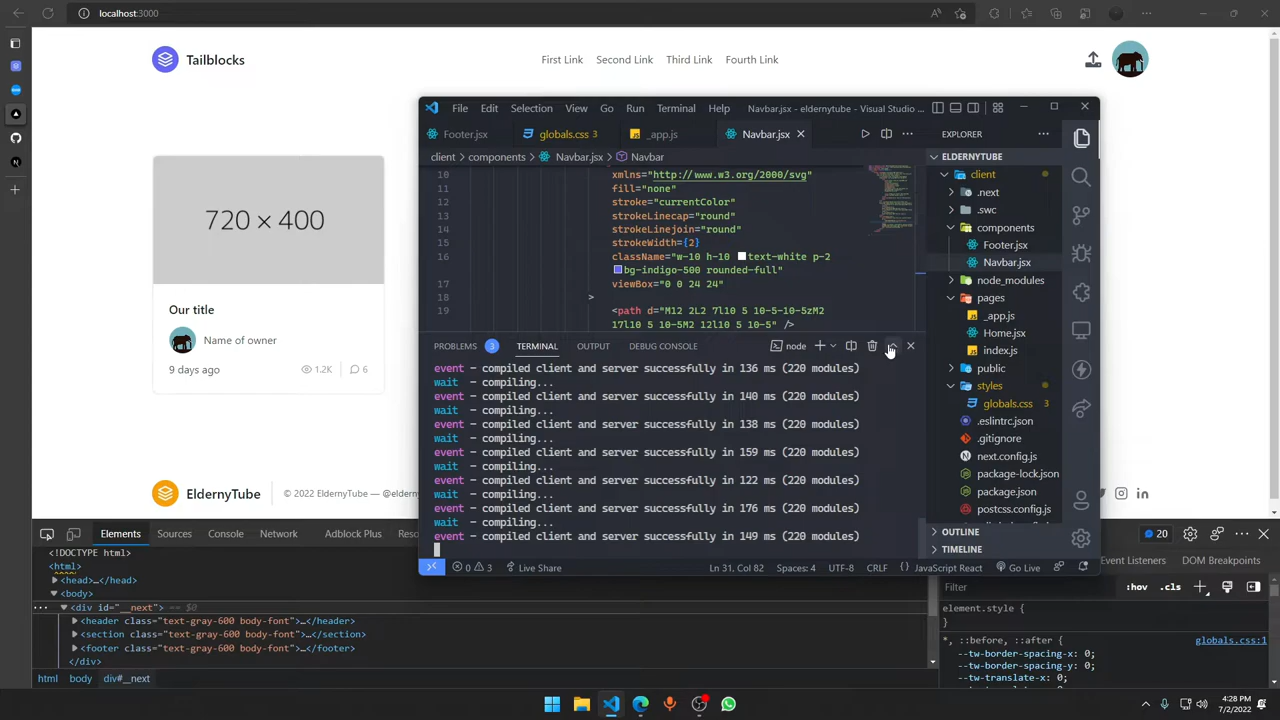 localhost:3000
Tailblocks
First Link Second Link Third Link Fourth Link
720 × 400
Our title
Name of owner
9 days ago 1.2K 6
EldernyTube © 2022 EldernyTube — @elderny
File Edit Selection View Go Run Terminal Help Navbar.jsx - eldernytube - Visual Studio ...
Footer.jsx globals.css 3 _app.js Navbar.jsx
client > components > Navbar.jsx > Navbar
10 xmlns="http://www.w3.org/2000/svg"
11 fill="none"
12 stroke="currentColor"
13 strokeLinecap="round"
14 strokeLinejoin="round"
15 strokeWidth={2}
16 className="w-10 h-10 text-white p-2
bg-indigo-500 rounded-full"
17 viewBox="0 0 24 24"
18 >
19 <path d="M12 2L2 7l10 5 10-5-10-5zM2
17l10 5 10-5M2 12l10 5 10-5" />
PROBLEMS 3 TERMINAL OUTPUT DEBUG CONSOLE node
event - compiled client and server successfully in 136 ms (220 modules)
wait - compiling...
event - compiled client and server successfully in 140 ms (220 modules)
wait - compiling...
event - compiled client and server successfully in 138 ms (220 modules)
wait - compiling...
event - compiled client and server successfully in 159 ms (220 modules)
wait - compiling...
event - compiled client and server successfully in 122 ms (220 modules)
wait - compiling...
event - compiled client and server successfully in 176 ms (220 modules)
wait - compiling...
event - compiled client and server successfully in 149 ms (220 modules)
EXPLORER
ELDERNYTUBE
client
.next
.swc
components
Footer.jsx
Navbar.jsx
node_modules
pages
_app.js
Home.jsx
index.js
public
styles
globals.css 3
.eslintrc.json
.gitignore
next.config.js
package-lock.json
package.json
postcss.config.js
OUTLINE
TIMELINE
0 3 Live Share Ln 31, Col 82 Spaces: 4 UTF-8 CRLF JavaScript React Go Live
Elements Sources Console Network Adblock Plus 20
<!DOCTYPE html>
<html>
<head>…</head>
<body>
<div id="__next"> == $0
<header class="text-gray-600 body-font">…</header>
<section class="text-gray-600 body-font">…</section>
<footer class="text-gray-600 body-font">…</footer>
</div>
html body div#__next
Event Listeners DOM Breakpoints
Filter :hov .cls
element.style {
}
*, ::before, ::after { globals.css:1
--tw-border-spacing-x: 0;
--tw-border-spacing-y: 0;
--tw-translate-x: 0;
4:28 PM
7/2/2022